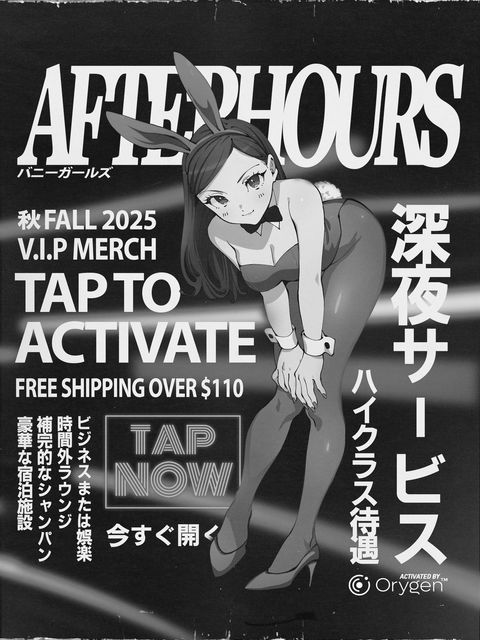 AFTERHOURS
バニーガールズ
秋 FALL 2025
V.I.P MERCH
TAP TO
ACTIVATE
FREE SHIPPING OVER $110
深夜サービス
ハイクラス待遇
ビジネスまたは娯楽
時間外ラウンジ
補完的なシャンパン
豪華な宿泊施設
TAP
NOW
今すぐ開く
ACTIVATED BY
Orygen™